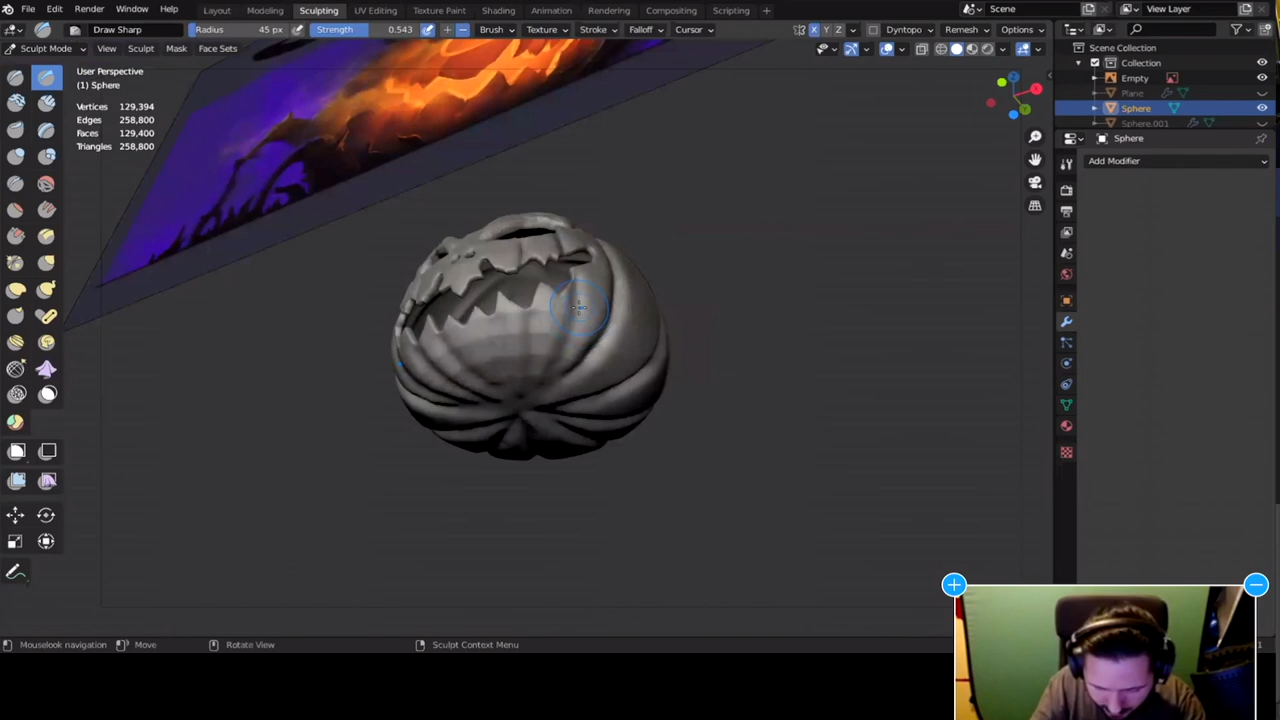 File Edit Render Window Help Layout Modeling Sculpting UV Editing Texture Paint Shading Animation Rendering Compositing Scripting + Scene View Layer
Draw Sharp Radius 45 px Strength 0.543 Brush Texture Stroke Falloff Cursor X Y Z Dyntopo Remesh Options
Sculpt Mode View Sculpt Mask Face Sets
User Perspective
(1) Sphere
Vertices 129,394
Edges 258,800
Faces 129,400
Triangles 258,800
Scene Collection
Collection
Empty
Plane
Sphere
Sphere.001
Sphere
Add Modifier
Mouselook navigation Move Rotate View Sculpt Context Menu